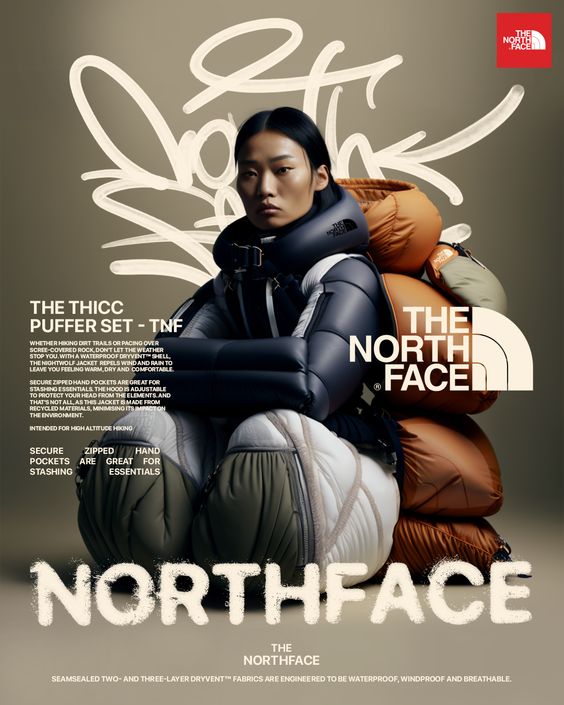 THE
NORTH
FACE
North
THE
NORTH
FACE
THE THICC
PUFFER SET - TNF
WHETHER HIKING DIRT TRAILS OR PACING OVER
SCREE-COVERED ROCK, DON'T LET THE WEATHER
STOP YOU. WITH A WATERPROOF DRYVENT™ SHELL,
THE NIGHTWOLF JACKET REPELS WIND AND RAIN TO
LEAVE YOU FEELING WARM, DRY AND COMFORTABLE.
SECURE ZIPPED HAND POCKETS ARE GREAT FOR
STASHING ESSENTIALS. THE HOOD IS ADJUSTABLE
TO PROTECT YOUR HEAD FROM THE ELEMENTS. AND
THAT'S NOT ALL, AS THIS JACKET IS MADE FROM
RECYCLED MATERIALS, MINIMISING ITS IMPACT ON
THE ENVIRONMENT.
INTENDED FOR HIGH ALTITUDE HIKING
SECURE ZIPPED HAND
POCKETS ARE GREAT FOR
STASHING ESSENTIALS
THE
NORTH
® FACE
NORTHFACE
THE
NORTHFACE
SEAMSEALED TWO- AND THREE-LAYER DRYVENT™ FABRICS ARE ENGINEERED TO BE WATERPROOF, WINDPROOF AND BREATHABLE.